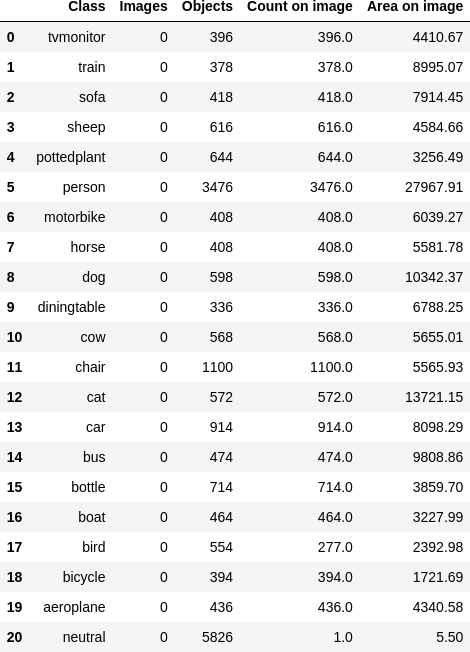 Class Images Objects Count on image Area on image
0 tvmonitor 0 396 396.0 4410.67
1 train 0 378 378.0 8995.07
2 sofa 0 418 418.0 7914.45
3 sheep 0 616 616.0 4584.66
4 pottedplant 0 644 644.0 3256.49
5 person 0 3476 3476.0 27967.91
6 motorbike 0 408 408.0 6039.27
7 horse 0 408 408.0 5581.78
8 dog 0 598 598.0 10342.37
9 diningtable 0 336 336.0 6788.25
10 cow 0 568 568.0 5655.01
11 chair 0 1100 1100.0 5565.93
12 cat 0 572 572.0 13721.15
13 car 0 914 914.0 8098.29
14 bus 0 474 474.0 9808.86
15 bottle 0 714 714.0 3859.70
16 boat 0 464 464.0 3227.99
17 bird 0 554 277.0 2392.98
18 bicycle 0 394 394.0 1721.69
19 aeroplane 0 436 436.0 4340.58
20 neutral 0 5826 1.0 5.50